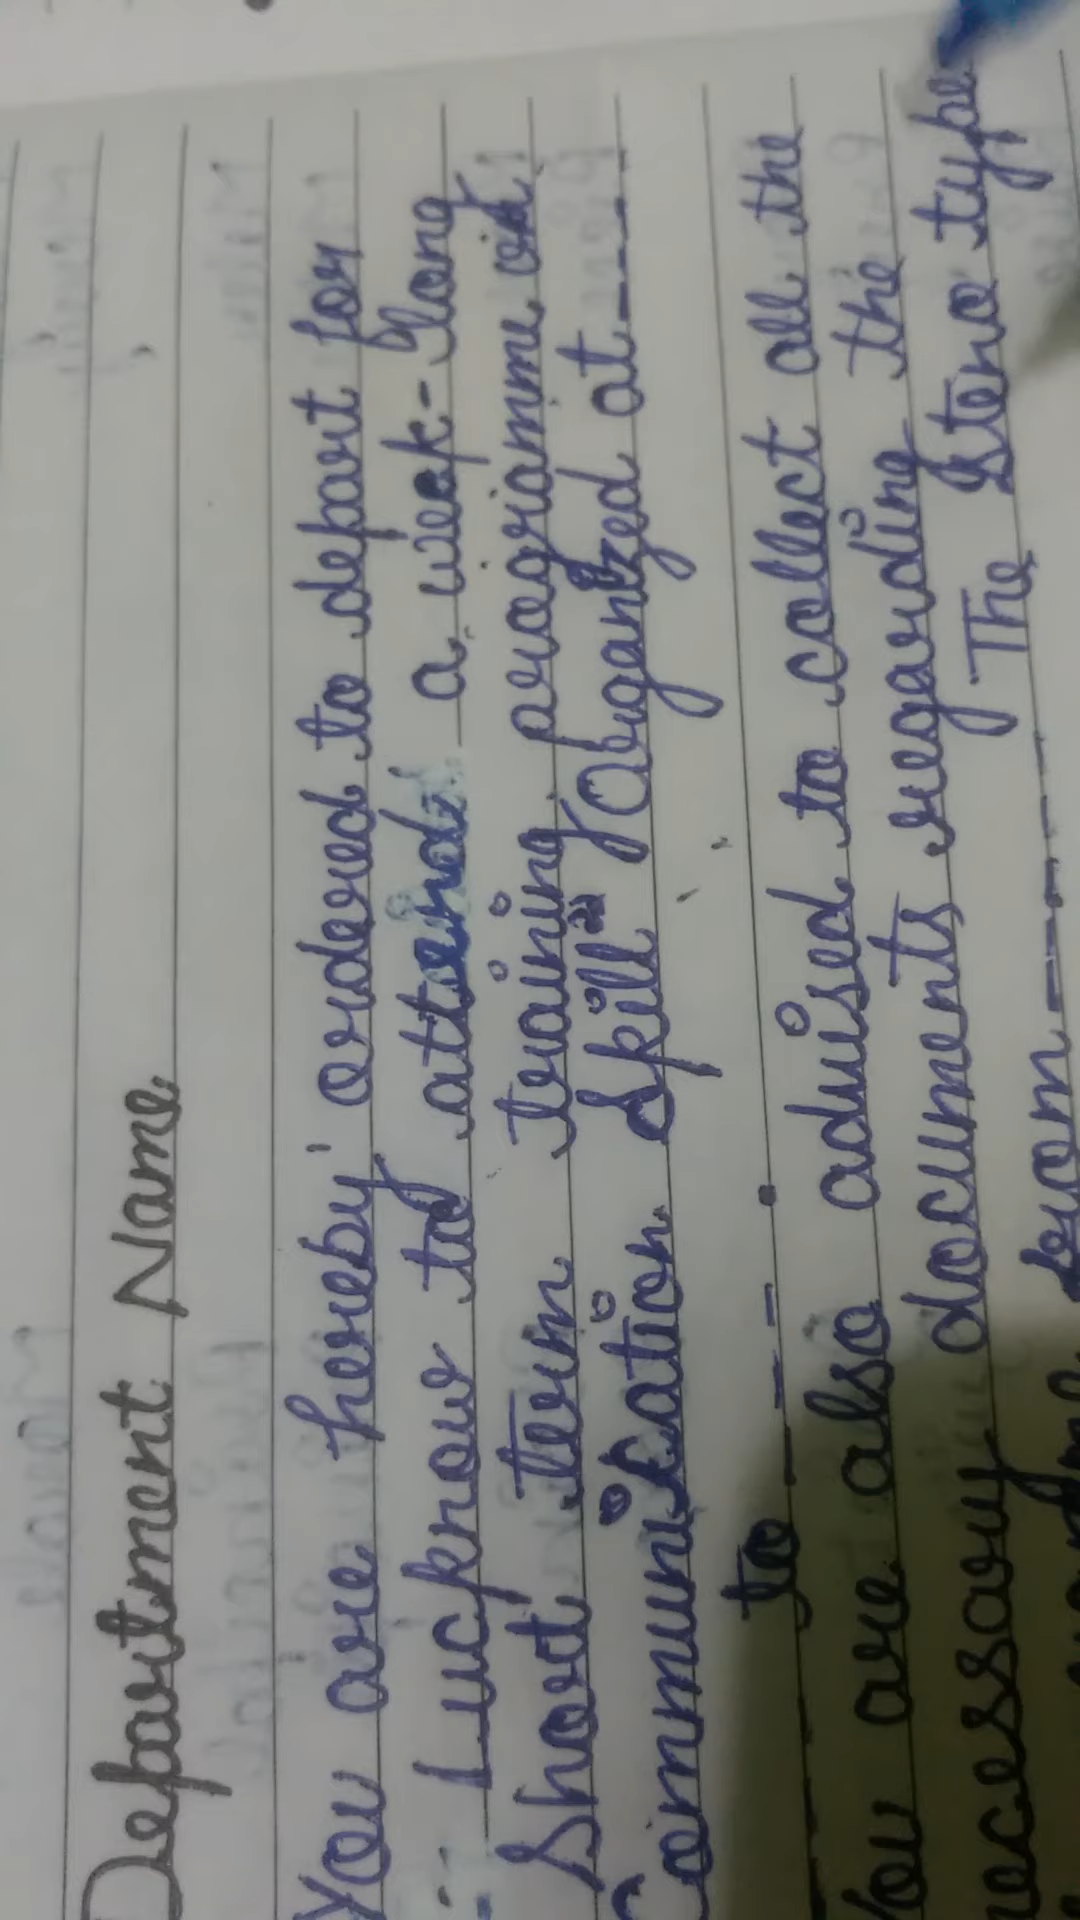 Department Name
You are hereby ordered to depart for
Lucknow to attend a week-long
Short term training programme on
Communication Skill" Organized at ----
---- to ---.
You are also advised to collect all the
necessary documents regarding the
The Steno type
from ----